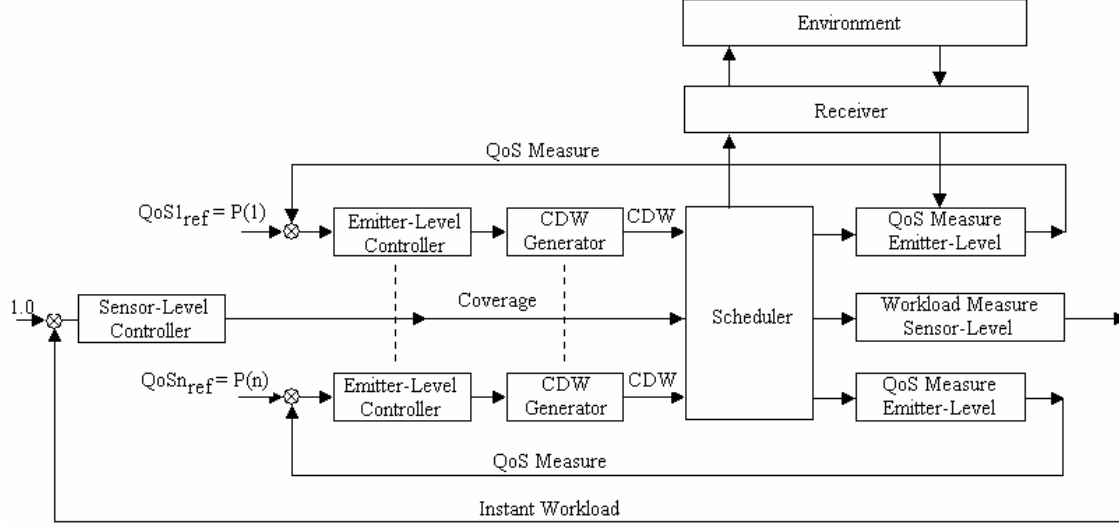 Environment
Receiver
QoS Measure
QoS1ref = P(1)
Emitter-Level
Controller
CDW
Generator
CDW
QoS Measure
Emitter-Level
1.0
Sensor-Level
Controller
Coverage
Scheduler
Workload Measure
Sensor-Level
QoSnref = P(n)
Emitter-Level
Controller
CDW
Generator
CDW
QoS Measure
Emitter-Level
QoS Measure
Instant Workload